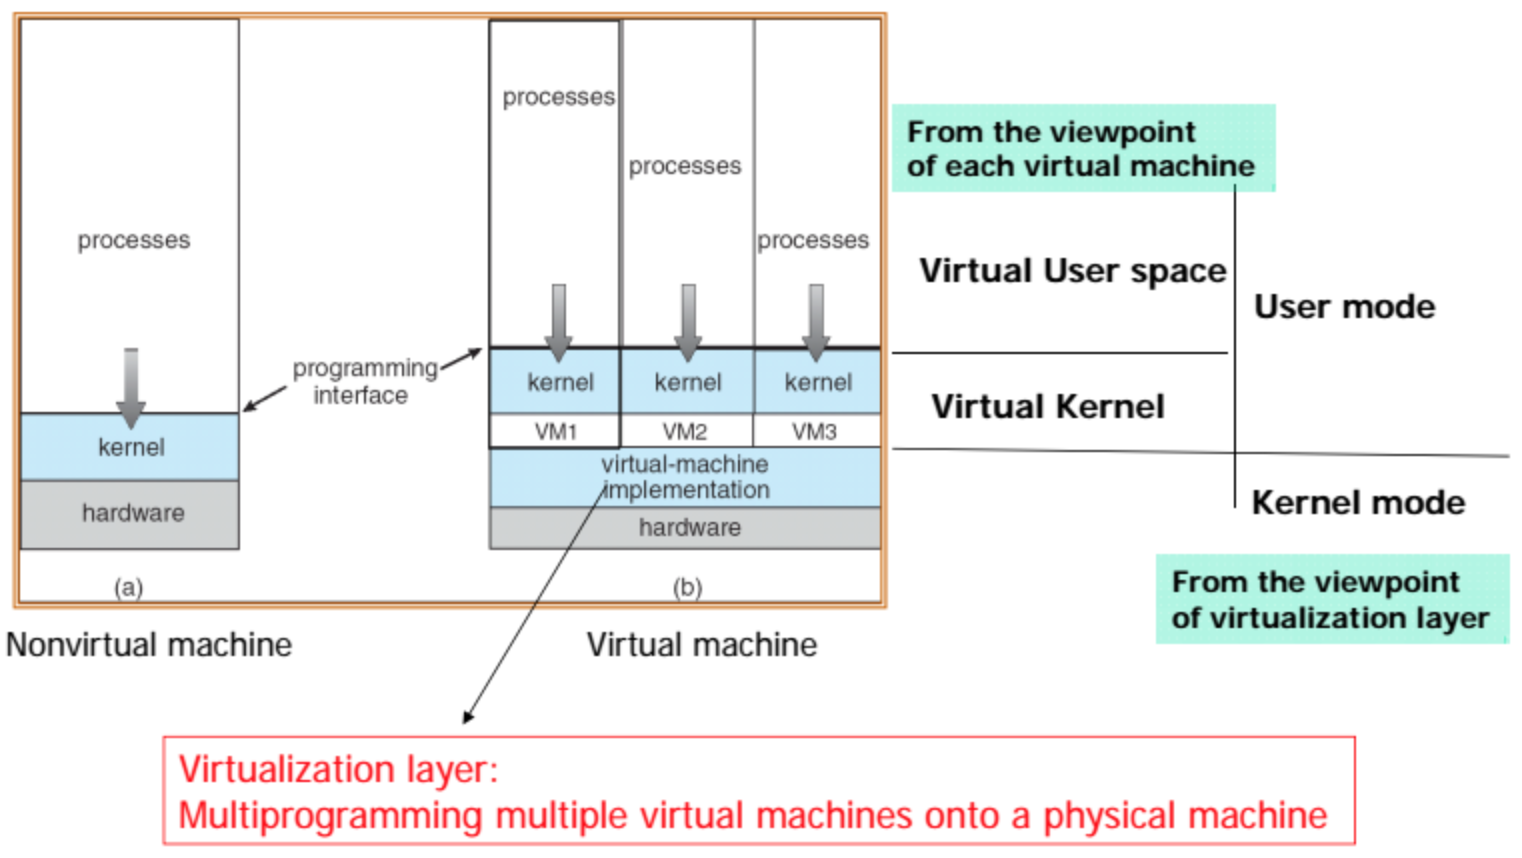 processes
kernel
hardware
(a)
programming
interface
processes
processes
processes
kernel
kernel
kernel
VM1
VM2
VM3
virtual-machine
implementation
hardware
(b)
Nonvirtual machine
Virtual machine
From the viewpoint
of each virtual machine
Virtual User space
User mode
Virtual Kernel
Kernel mode
From the viewpoint
of virtualization layer
Virtualization layer:
Multiprogramming multiple virtual machines onto a physical machine